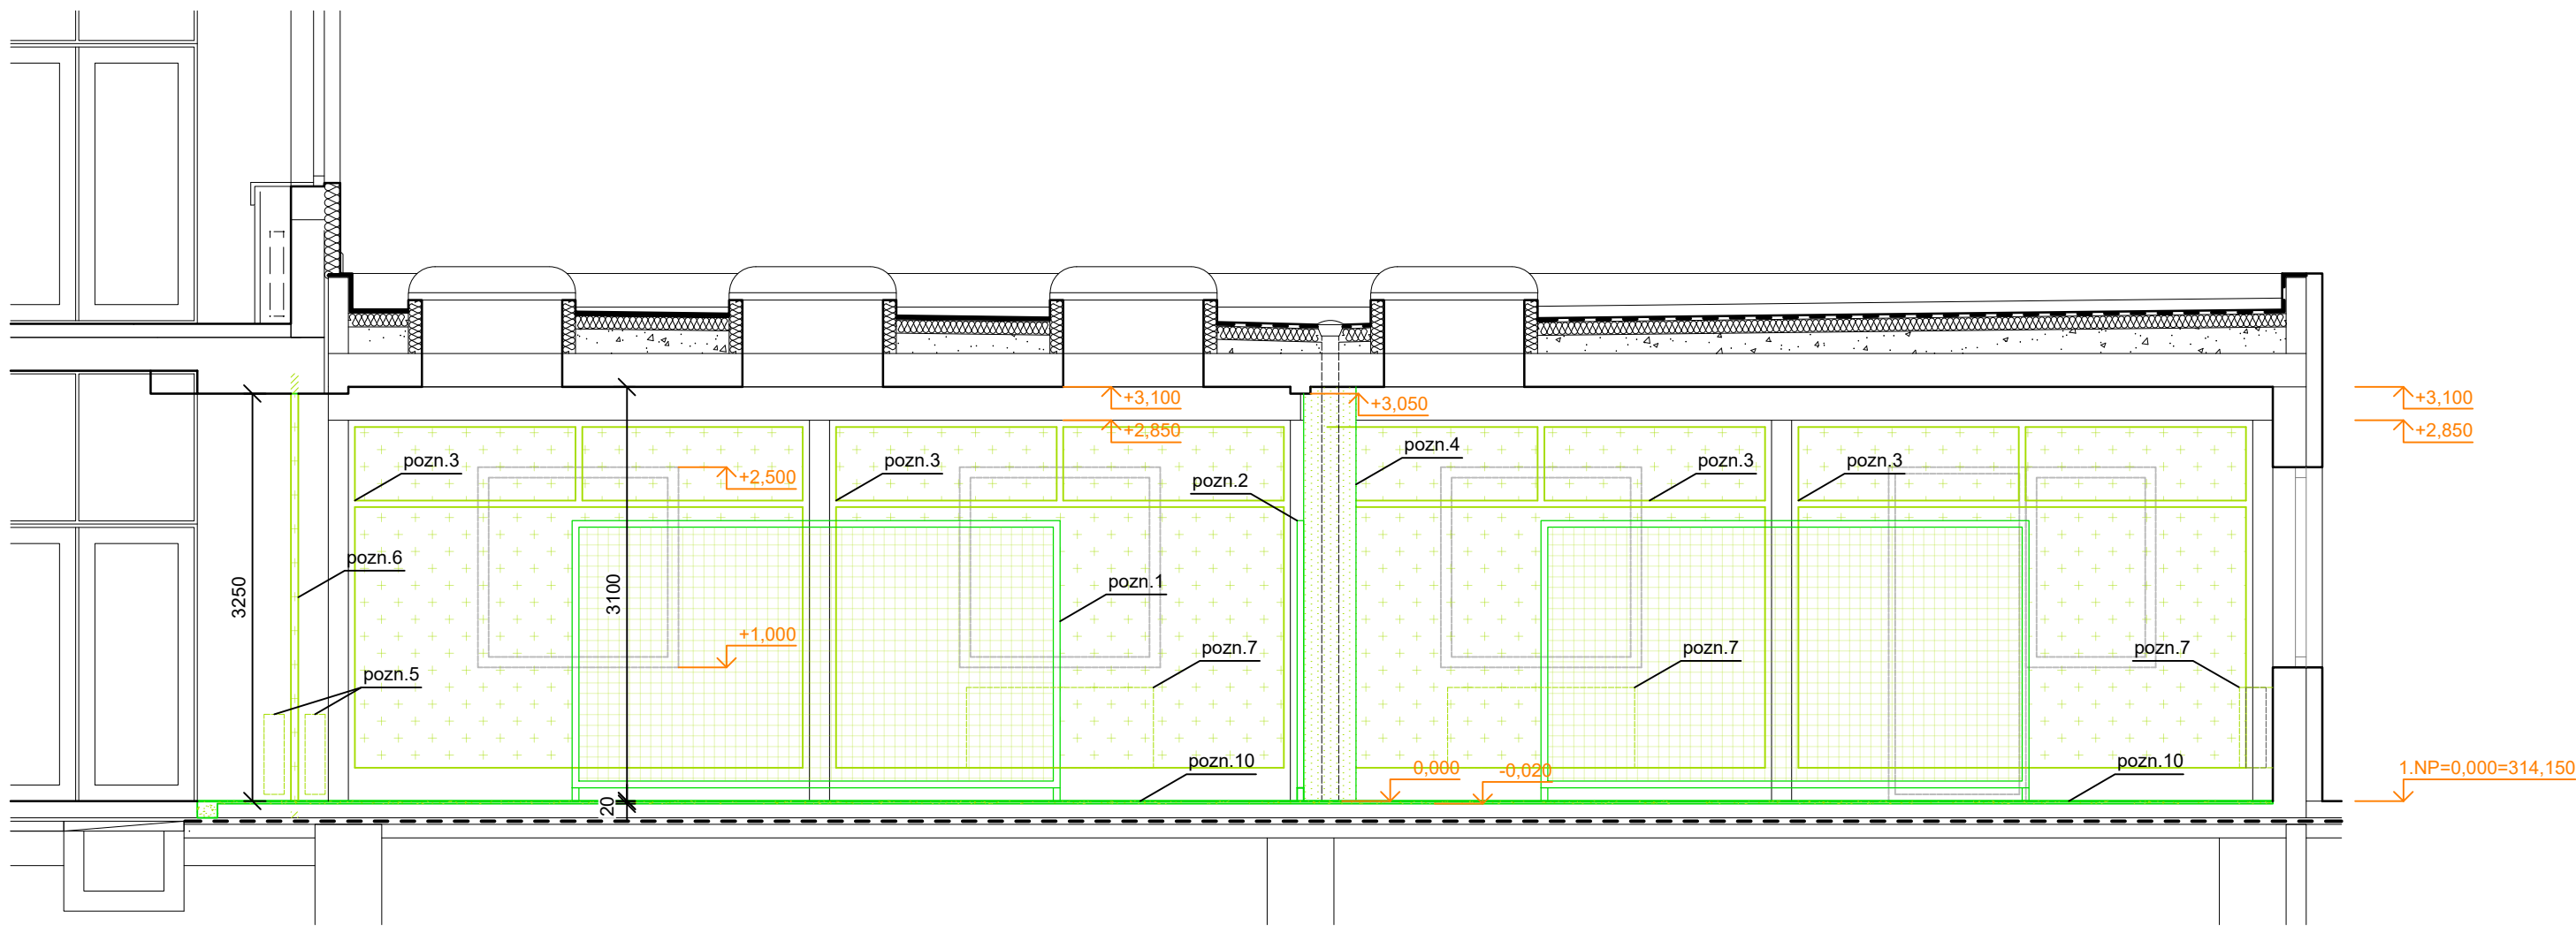 +3,100
+3,050
+3,100
+2,850
+2,850
pozn.3
pozn.3
pozn.4
pozn.3
pozn.3
+2,500
pozn.2
pozn.6
pozn.1
3250
3100
+1,000
pozn.7
pozn.7
pozn.7
pozn.5
pozn.10
0,000
-0,020
pozn.10
1.NP=0,000=314,150
20